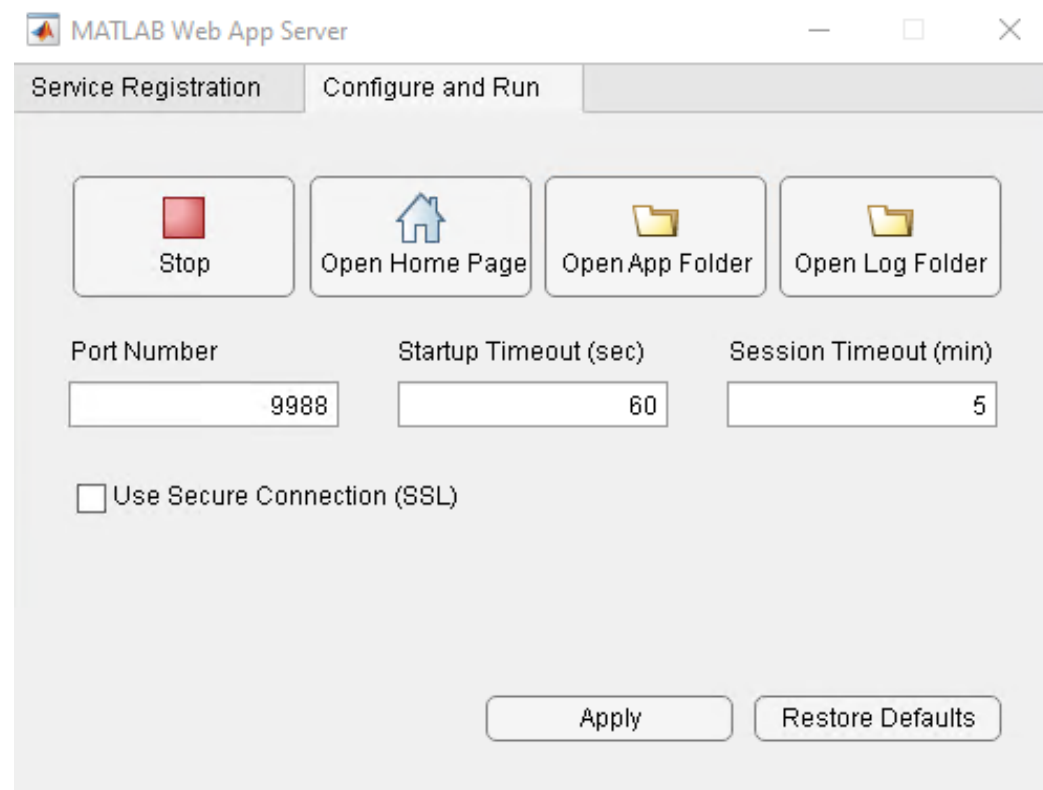 MATLAB Web App Server
Service Registration Configure and Run
Stop Open Home Page Open App Folder Open Log Folder
Port Number Startup Timeout (sec) Session Timeout (min)
9988 60 5
Use Secure Connection (SSL)
Apply Restore Defaults